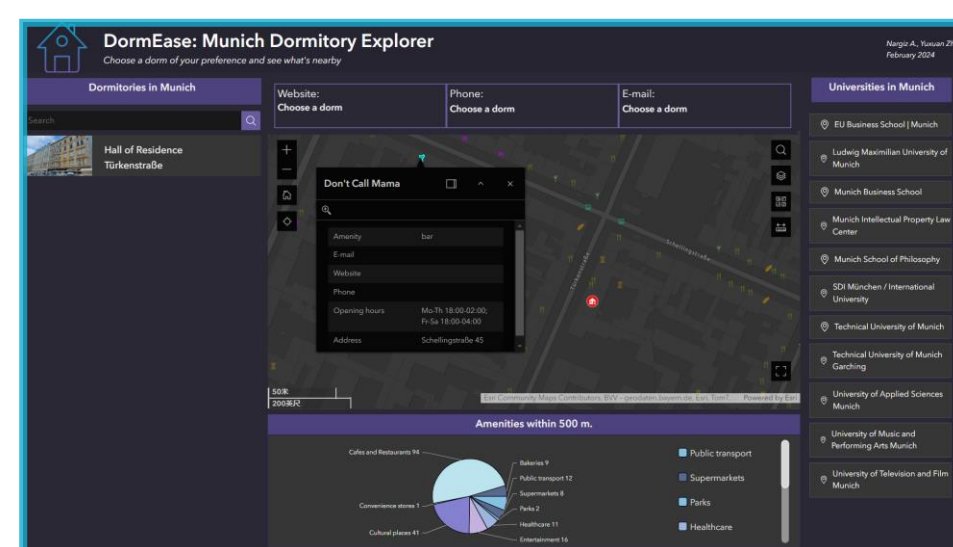 DormEase: Munich Dormitory Explorer
Choose a dorm of your preference and see what's nearby
Nargiz A., Yuxuan
February 2024
Dormitories in Munich
Search
Hall of Residence
Türkenstraße
Website:
Choose a dorm
Phone:
Choose a dorm
E-mail:
Choose a dorm
Don't Call Mama
Amenity bar
E-mail
Website
Phone
Opening hours Mo-Th 18:00-02:00;
Fr-Sa 18:00-04:00
Address Schellingstraße 45
Türkenstraße
Schellingstraße
50米
200英尺
Esri Community Maps Contributors, BVV - geodaten.bayern.de, Esri, TomT... Powered by Esri
Amenities within 500 m.
Cafes and Restaurants 94
Convenience stores 1
Cultural places 41
Bakeries 9
Public transport 12
Supermarkets 8
Parks 2
Healthcare 11
Entertainment 16
Public transport
Supermarkets
Parks
Healthcare
Universities in Munich
EU Business School | Munich
Ludwig Maximilian University of
Munich
Munich Business School
Munich Intellectual Property Law
Center
Munich School of Philosophy
SDI München / International
University
Technical University of Munich
Technical University of Munich
Garching
University of Applied Sciences
Munich
University of Music and
Performing Arts Munich
University of Television and Film
Munich